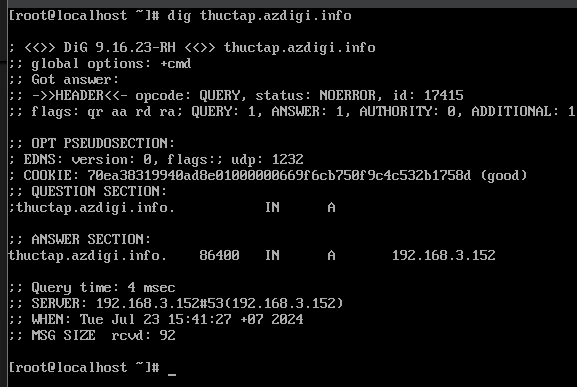 [root@localhost ~]# dig thuctap.azdigi.info
; <<>> DiG 9.16.23-RH <<>> thuctap.azdigi.info
;; global options: +cmd
;; Got answer:
;; ->>HEADER<<- opcode: QUERY, status: NOERROR, id: 17415
;; flags: qr aa rd ra; QUERY: 1, ANSWER: 1, AUTHORITY: 0, ADDITIONAL: 1
;; OPT PSEUDOSECTION:
; EDNS: version: 0, flags:; udp: 1232
; COOKIE: 70ea38319940ad8e01000000669f6cb750f9c4c532b1758d (good)
;; QUESTION SECTION:
;thuctap.azdigi.info. IN A
;; ANSWER SECTION:
thuctap.azdigi.info. 86400 IN A 192.168.3.152
;; Query time: 4 msec
;; SERVER: 192.168.3.152#53(192.168.3.152)
;; WHEN: Tue Jul 23 15:41:27 +07 2024
;; MSG SIZE rcvd: 92
[root@localhost ~]# _